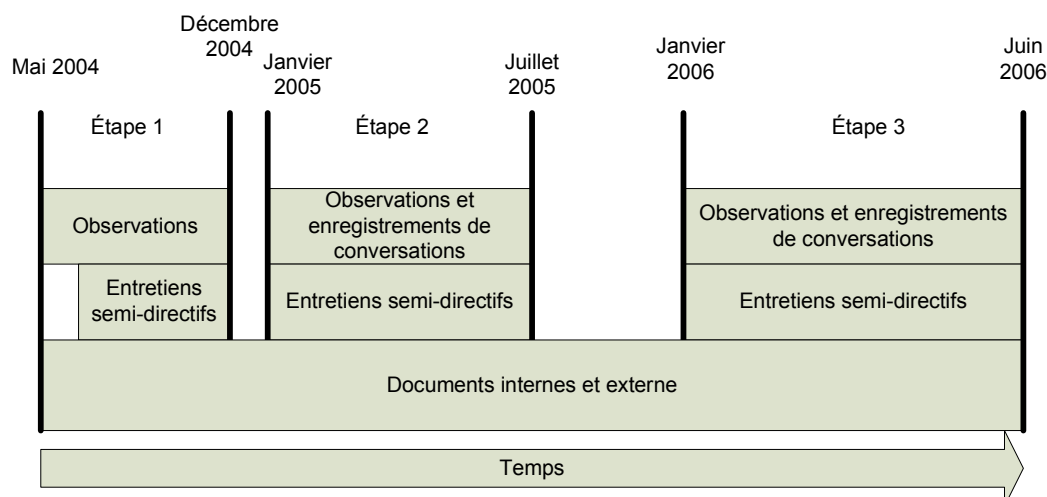 Mai 2004
Décembre
2004
Janvier
2005
Juillet
2005
Janvier
2006
Juin
2006
Étape 1
Étape 2
Étape 3
Observations
Observations et
enregistrements de
conversations
Observations et enregistrements
de conversations
Entretiens
semi-directifs
Entretiens semi-directifs
Entretiens semi-directifs
Documents internes et externe
Temps